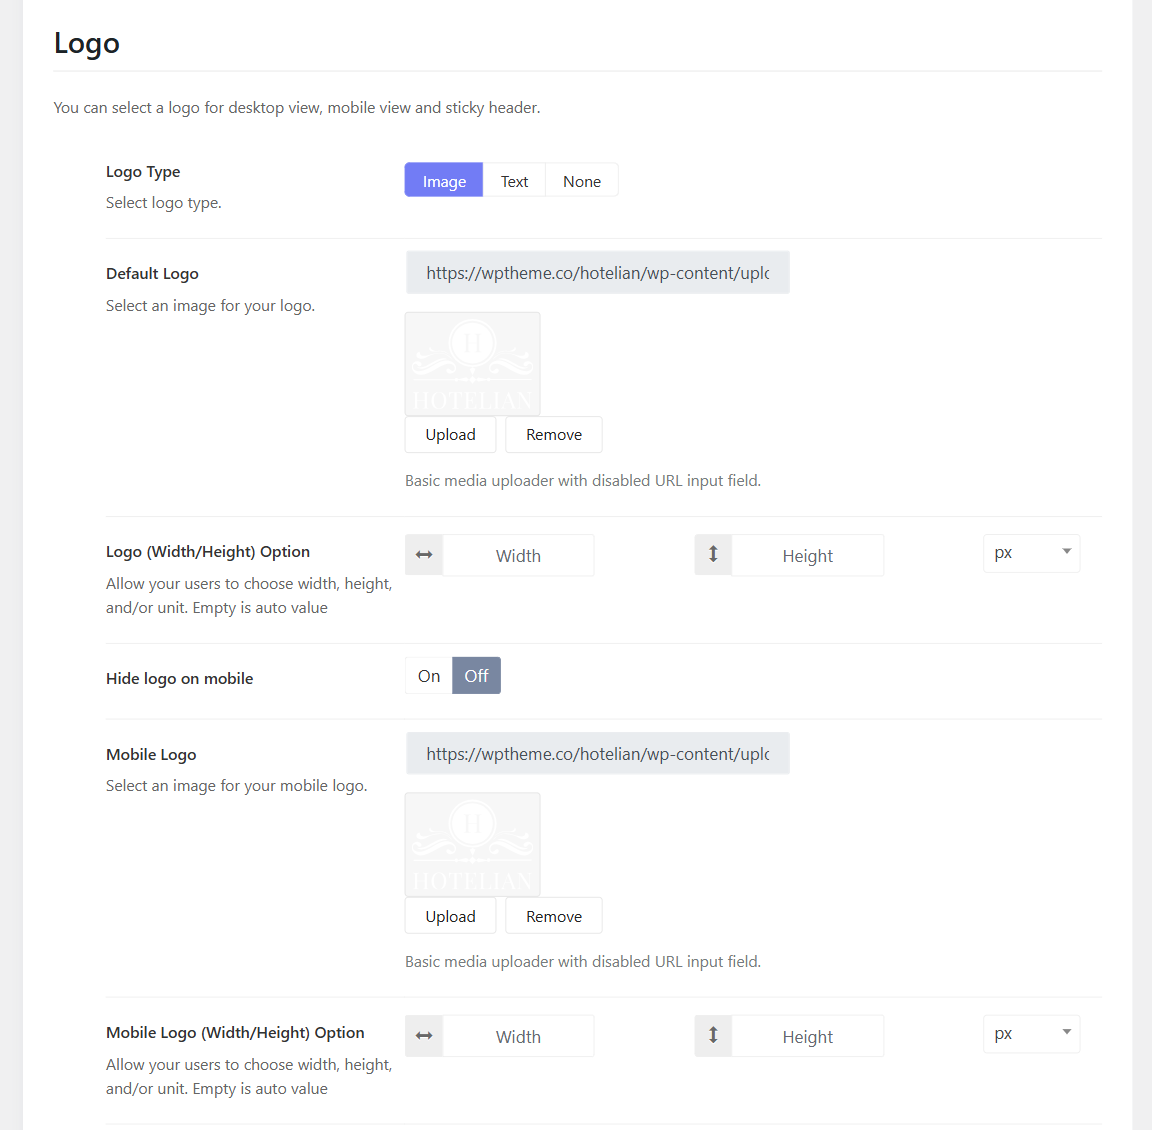 Logo
You can select a logo for desktop view, mobile view and sticky header.
Logo Type
Select logo type.
Image
Text
None
Default Logo
Select an image for your logo.
https://wptheme.co/hotelian/wp-content/uplo
H
HOTELIAN
Upload
Remove
Basic media uploader with disabled URL input field.
Logo (Width/Height) Option
Allow your users to choose width, height,
and/or unit. Empty is auto value
Width
Height
px
Hide logo on mobile
On
Off
Mobile Logo
Select an image for your mobile logo.
https://wptheme.co/hotelian/wp-content/uplo
H
HOTELIAN
Upload
Remove
Basic media uploader with disabled URL input field.
Mobile Logo (Width/Height) Option
Allow your users to choose width, height,
and/or unit. Empty is auto value
Width
Height
px